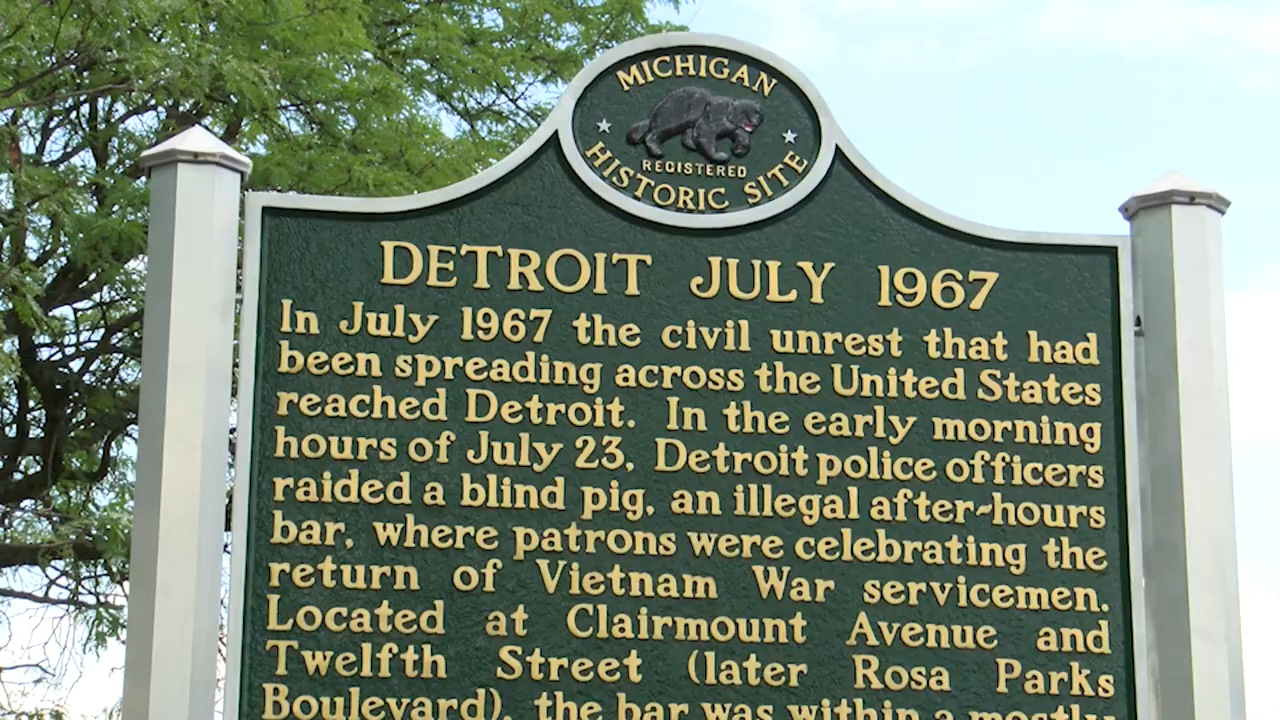 MICHIGAN
REGISTERED
HISTORIC SITE
DETROIT JULY 1967
In July 1967 the civil unrest that had
been spreading across the United States
reached Detroit. In the early morning
hours of July 23, Detroit police officers
raided a blind pig, an illegal after-hours
bar, where patrons were celebrating the
return of Vietnam War servicemen.
Located at Clairmount Avenue and
Twelfth Street (later Rosa Parks
Boulevard), the bar was within a mostly